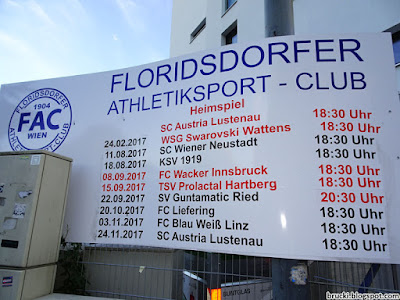 FLORIDSDORFER
ATHLETIKSPORT - CLUB
FLORIDSDORFER
1904
FAC
WIEN
ATHLETIK-SPORT-CLUB
Heimspiel
SC Austria Lustenau 18:30 Uhr
24.02.2017 WSG Swarovski Wattens 18:30 Uhr
11.08.2017 SC Wiener Neustadt 18:30 Uhr
18.08.2017 KSV 1919 18:30 Uhr
08.09.2017 FC Wacker Innsbruck 18:30 Uhr
15.09.2017 TSV Prolactal Hartberg 18:30 Uhr
22.09.2017 SV Guntamatic Ried 20:30 Uhr
20.10.2017 FC Liefering 18:30 Uhr
03.11.2017 FC Blau Weiß Linz 18:30 Uhr
24.11.2017 SC Austria Lustenau 18:30 Uhr
brucki.blogspot.com